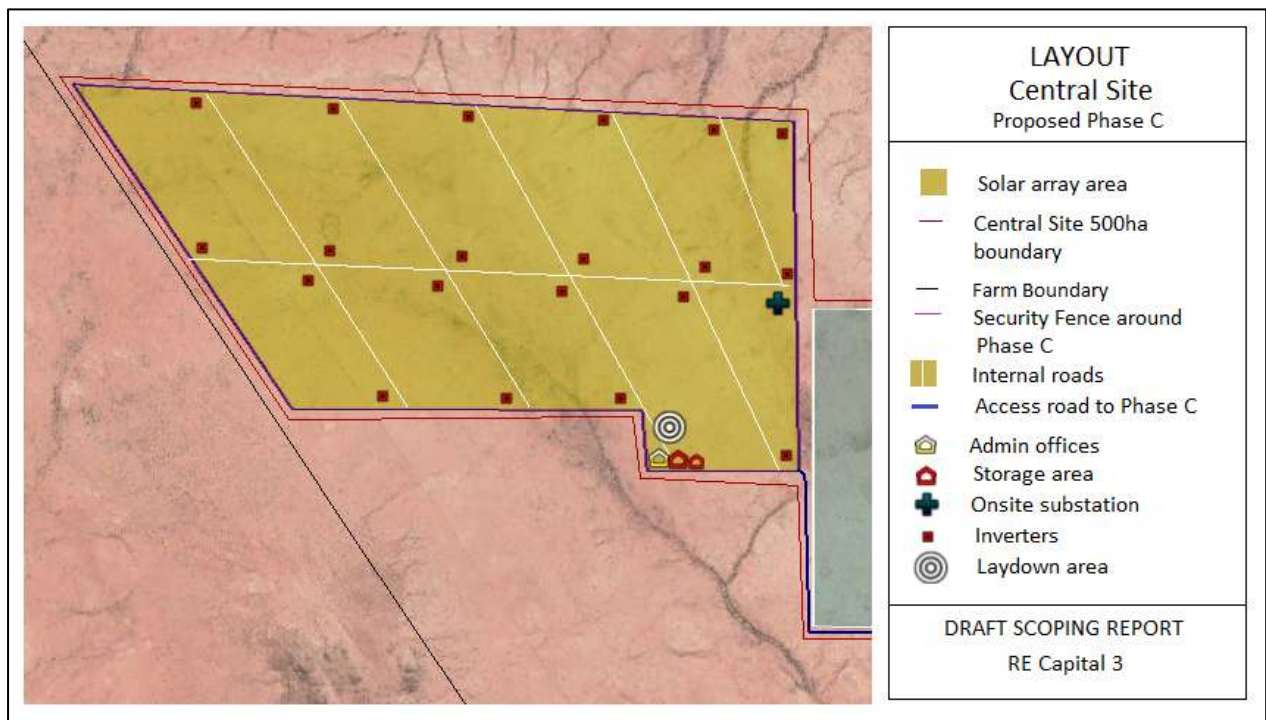 LAYOUT
Central Site
Proposed Phase C
Solar array area
Central Site 500ha
boundary
Farm Boundary
Security Fence around
Phase C
Internal roads
Access road to Phase C
Admin offices
Storage area
Onsite substation
Inverters
Laydown area
DRAFT SCOPING REPORT
RE Capital 3